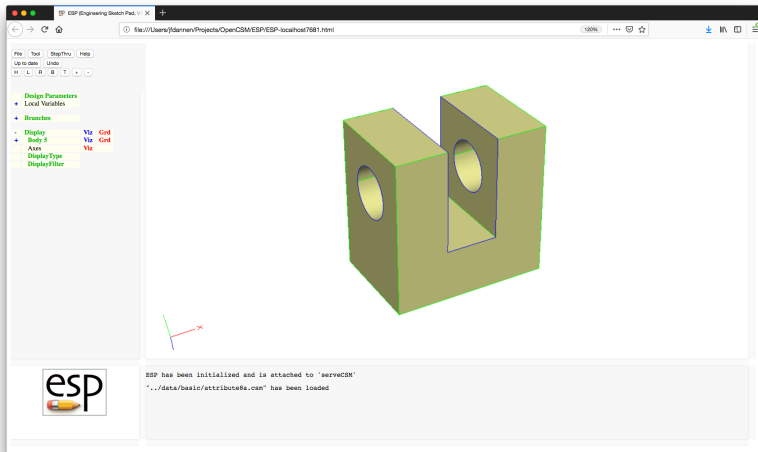 ESP (Engineering Sketch Pad, V
file:///Users/jfdannen/Projects/OpenCSM/ESP/ESP-localhost7681.html
120%
File Tool StepThru Help
Up to date Undo
H L R B T + -
Design Parameters
+ Local Variables
+ Branches
- Display Viz Grd
+ Body 5 Viz Grd
Axes Viz
DisplayType
DisplayFilter
X
esp
ESP has been initialized and is attached to 'serveCSM'
"../data/basic/attribute8a.csm" has been loaded